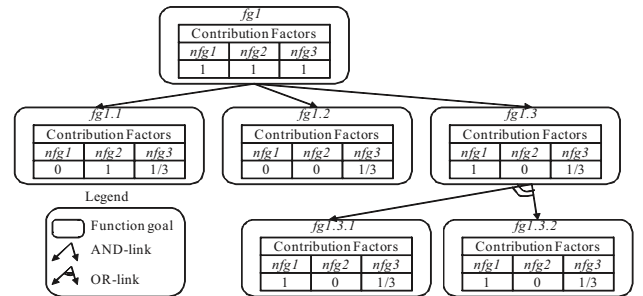 fg1
Contribution Factors
nfg1 nfg2 nfg3
1 1 1
fg1.1 fg1.2 fg1.3
Contribution Factors Contribution Factors Contribution Factors
nfg1 nfg2 nfg3 nfg1 nfg2 nfg3 nfg1 nfg2 nfg3
0 1 1/3 0 0 1/3 1 0 1/3
Legend
Function goal
AND-link
OR-link
fg1.3.1 fg1.3.2
Contribution Factors Contribution Factors
nfg1 nfg2 nfg3 nfg1 nfg2 nfg3
1 0 1/3 1 0 1/3